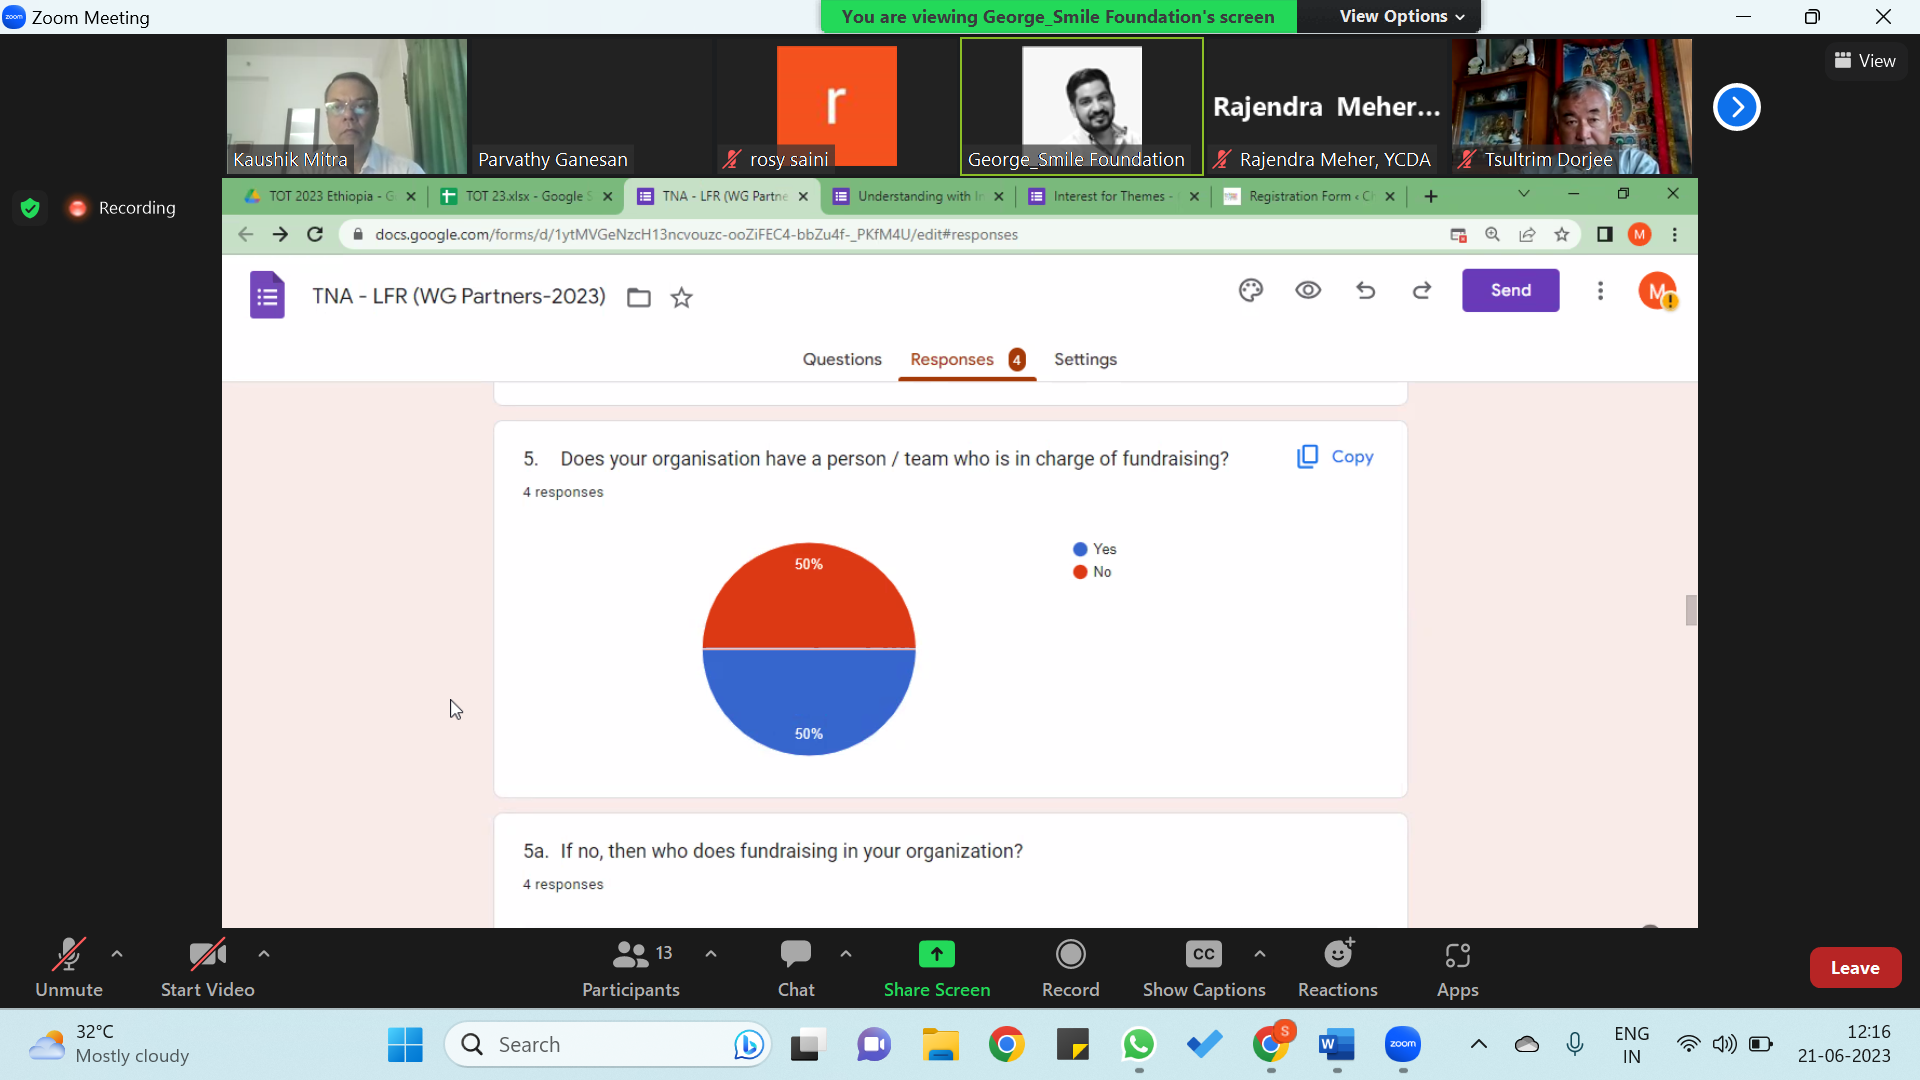 zoom Zoom Meeting
You are viewing George_Smile Foundation's screen
View Options
View
Kaushik Mitra
Parvathy Ganesan
r
rosy saini
George_Smile Foundation
Rajendra Meher...
Rajendra Meher, YCDA
Tsultrim Dorjee
Recording
TOT 2023 Ethiopia - G
TOT 23.xlsx - Google S
TNA - LFR (WG Partne
Understanding with In
Interest for Themes -
Registration Form ‹ Cl
docs.google.com/forms/d/1ytMVGeNzcH13ncvouzc-ooZiFEC4-bbZu4f-_PKfM4U/edit#responses
M
TNA - LFR (WG Partners-2023)
Send
M
!
Questions
Responses 4
Settings
5. Does your organisation have a person / team who is in charge of fundraising?
Copy
4 responses
50%
50%
Yes
No
5a. If no, then who does fundraising in your organization?
4 responses
Unmute
Start Video
13
Participants
Chat
Share Screen
Record
CC
Show Captions
Reactions
Apps
Leave
32°C
Mostly cloudy
Search
S
W
zoom
ENG
IN
12:16
21-06-2023